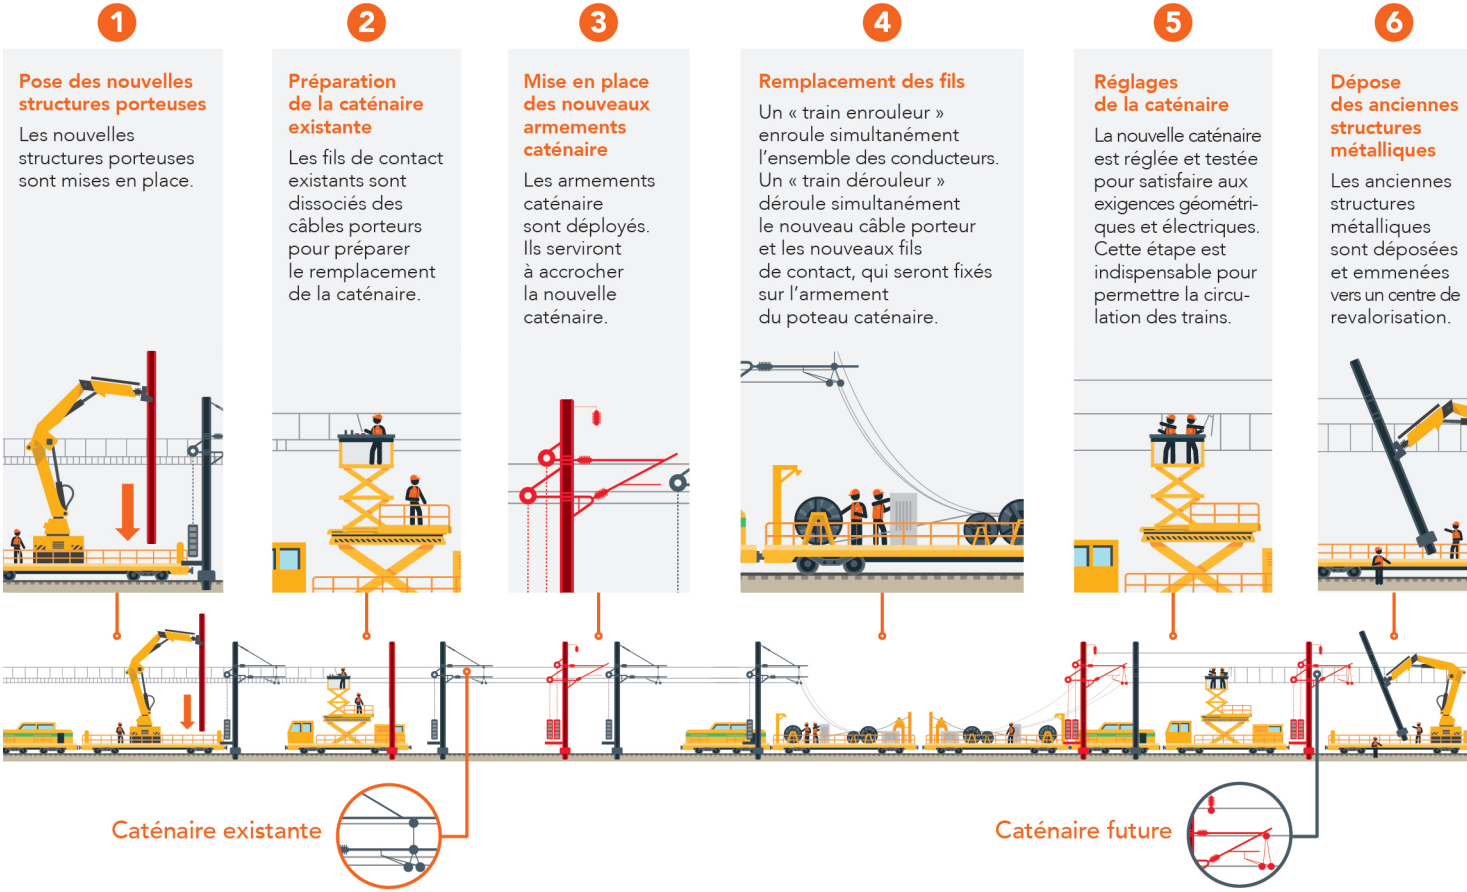 1
Pose des nouvelles
structures porteuses
Les nouvelles
structures porteuses
sont mises en place.
2
Préparation
de la caténaire
existante
Les fils de contact
existants sont
dissociés des
câbles porteurs
pour préparer
le remplacement
de la caténaire.
3
Mise en place
des nouveaux
armements
caténaire
Les armements
caténaire
sont déployés.
Ils serviront
à accrocher
la nouvelle
caténaire.
4
Remplacement des fils
Un « train enrouleur »
enroule simultanément
l’ensemble des conducteurs.
Un « train dérouleur »
déroule simultanément
le nouveau câble porteur
et les nouveaux fils
de contact, qui seront fixés
sur l’armement
du poteau caténaire.
5
Réglages
de la caténaire
La nouvelle caténaire
est réglée et testée
pour satisfaire aux
exigences géométri-
ques et électriques.
Cette étape est
indispensable pour
permettre la circu-
lation des trains.
6
Dépose
des anciennes
structures
métalliques
Les anciennes
structures
métalliques
sont déposées
et emmenées
vers un centre de
revalorisation.
Caténaire existante
Caténaire future